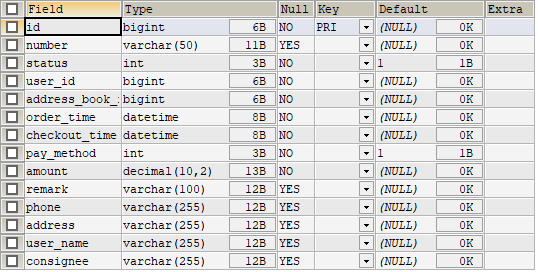 Field Type Null Key Default Extra
id bigint 6B NO PRI (NULL) 0K
number varchar(50) 11B YES (NULL) 0K
status int 3B NO 1 1B
user_id bigint 6B NO (NULL) 0K
address_book_ bigint 6B NO (NULL) 0K
order_time datetime 8B NO (NULL) 0K
checkout_time datetime 8B NO (NULL) 0K
pay_method int 3B NO 1 1B
amount decimal(10,2) 13B NO (NULL) 0K
remark varchar(100) 12B YES (NULL) 0K
phone varchar(255) 12B YES (NULL) 0K
address varchar(255) 12B YES (NULL) 0K
user_name varchar(255) 12B YES (NULL) 0K
consignee varchar(255) 12B YES (NULL) 0K